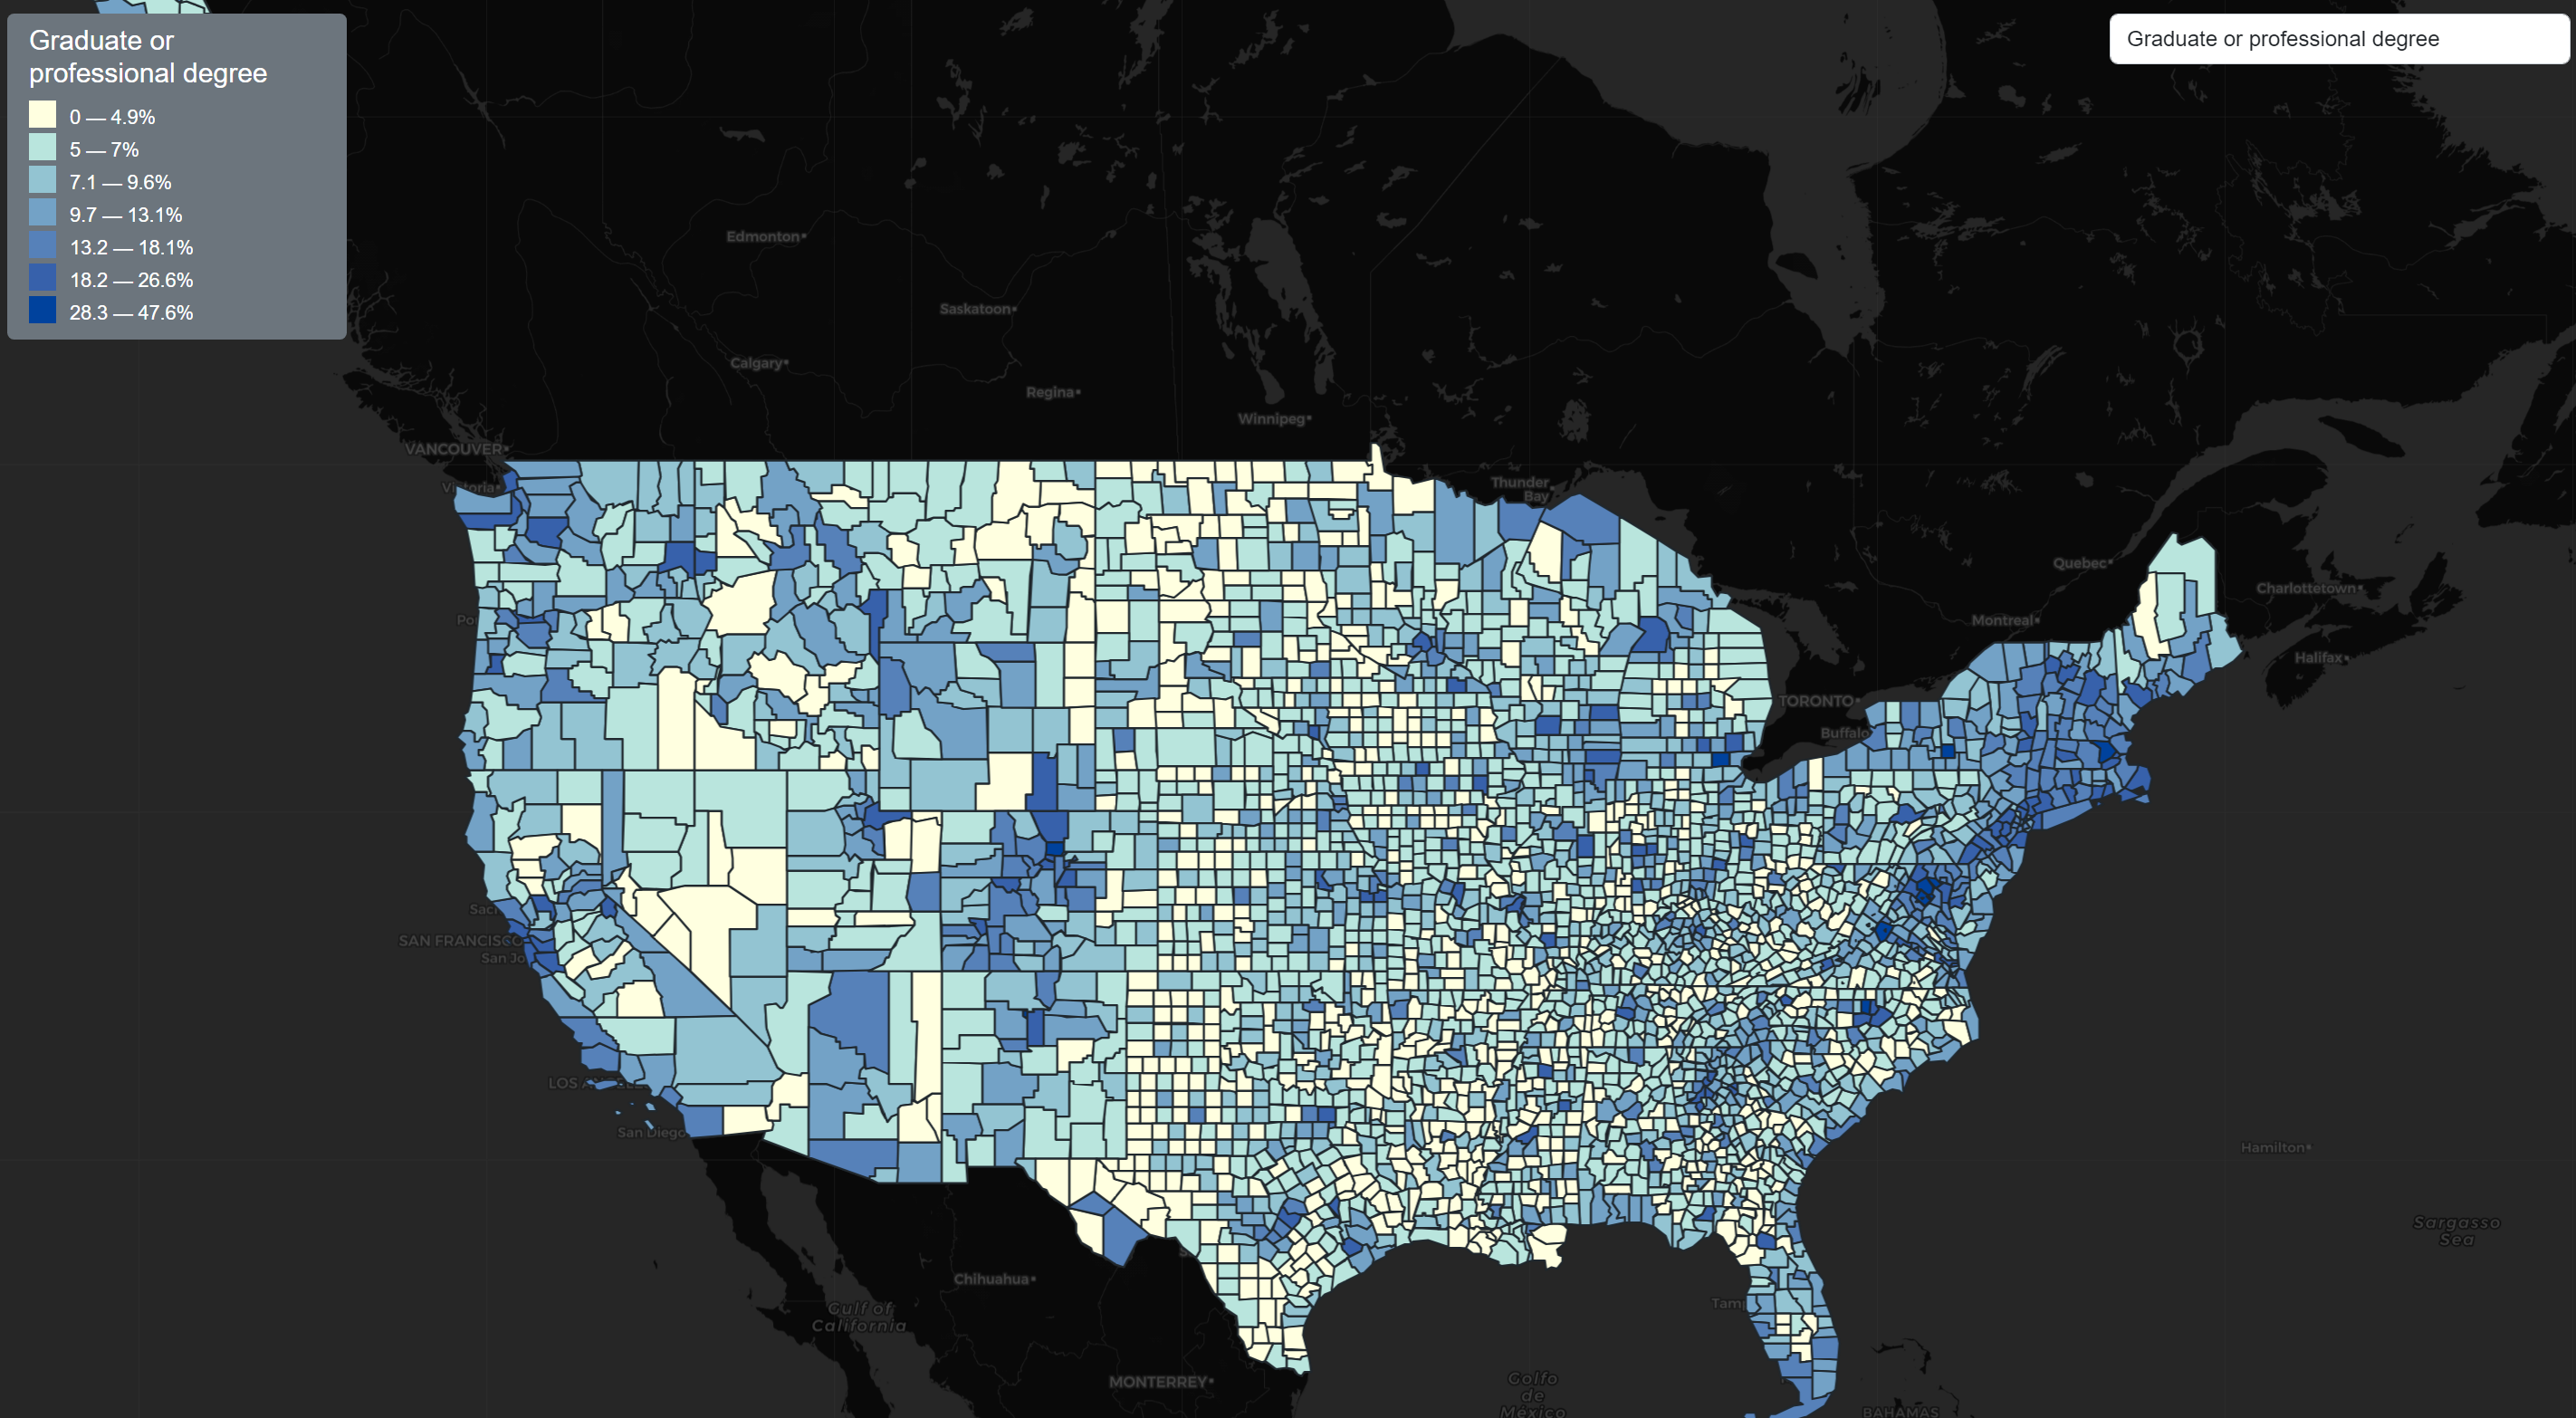 Graduate or
professional degree
0 — 4.9%
5 — 7%
7.1 — 9.6%
9.7 — 13.1%
13.2 — 18.1%
18.2 — 26.6%
28.3 — 47.6%
Graduate or professional degree
Edmonton
Saskatoon
Calgary
Regina
Winnipeg
VANCOUVER
Victoria
Thunder
Bay
Quebec
Charlottetown
Montreal
Halifax
TORONTO
Buffalo
SAN FRANCISCO
San Jo
LOS
San Diego
Hamilton
Sargasso
Sea
Chihuahua
Gulf of
California
Tamp
MONTERREY
Golfo
de
México
BAHAMAS